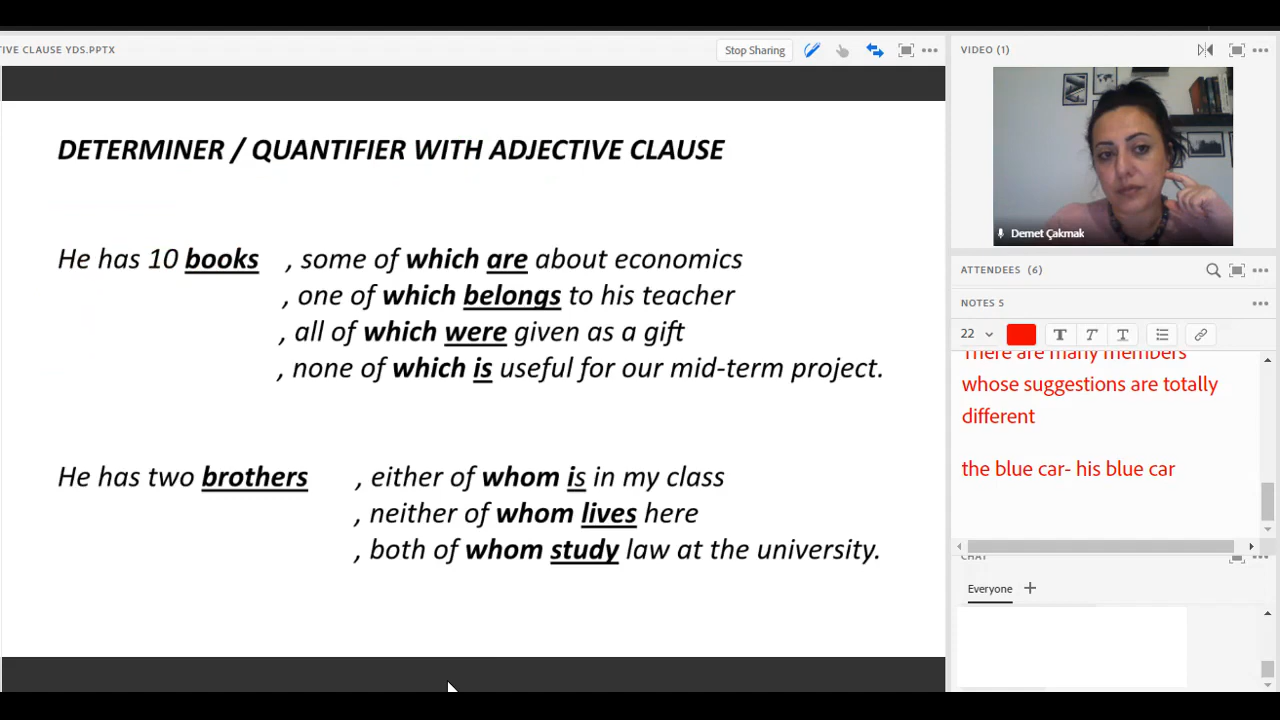 TIVE CLAUSE YDS.PPTX
Stop Sharing
DETERMINER / QUANTIFIER WITH ADJECTIVE CLAUSE
He has 10 books , some of which are about economics
, one of which belongs to his teacher
, all of which were given as a gift
, none of which is useful for our mid-term project.
He has two brothers , either of whom is in my class
, neither of whom lives here
, both of whom study law at the university.
VIDEO (1)
Demet Çakmak
ATTENDEES (6)
NOTES 5
22 T T T
There are many members
whose suggestions are totally
different
the blue car- his blue car
CHAT
Everyone